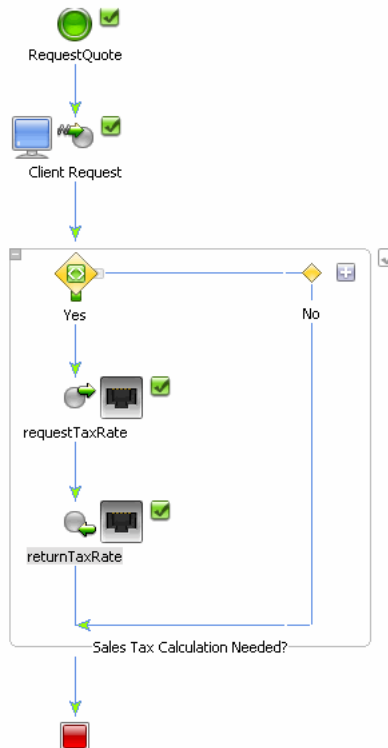 RequestQuote
Client Request
Yes
No
requestTaxRate
returnTaxRate
Sales Tax Calculation Needed?